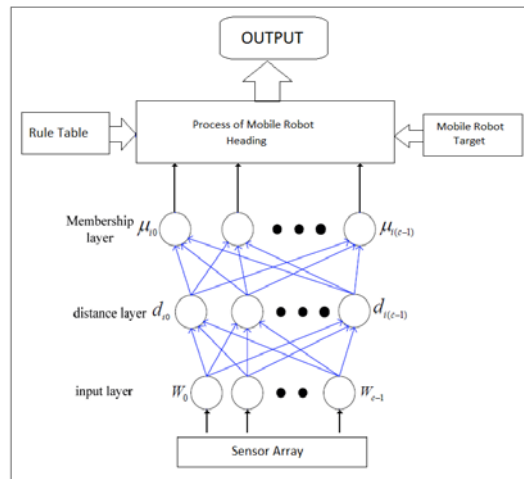 OUTPUT
Rule Table
Process of Mobile Robot
Heading
Mobile Robot
Target
Membership
layer
μi0
μi(c−1)
distance layer
di0
di(c−1)
input layer
W0
Wc−1
Sensor Array